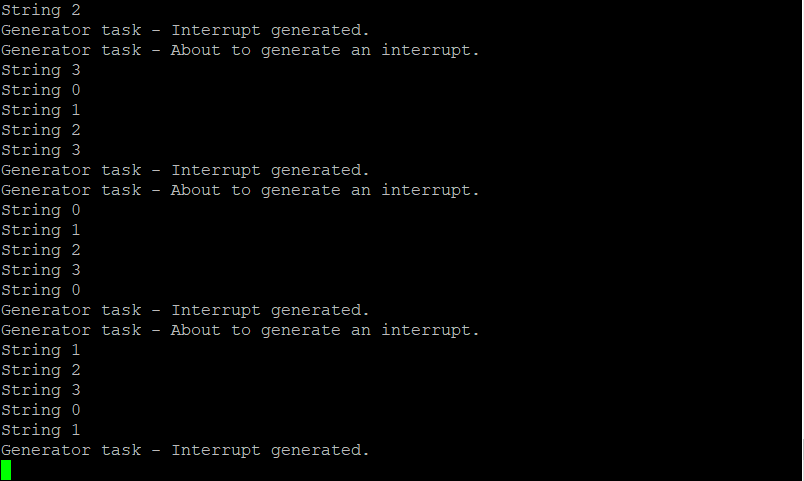 String 2
Generator task - Interrupt generated.
Generator task - About to generate an interrupt.
String 3
String 0
String 1
String 2
String 3
Generator task - Interrupt generated.
Generator task - About to generate an interrupt.
String 0
String 1
String 2
String 3
String 0
Generator task - Interrupt generated.
Generator task - About to generate an interrupt.
String 1
String 2
String 3
String 0
String 1
Generator task - Interrupt generated.